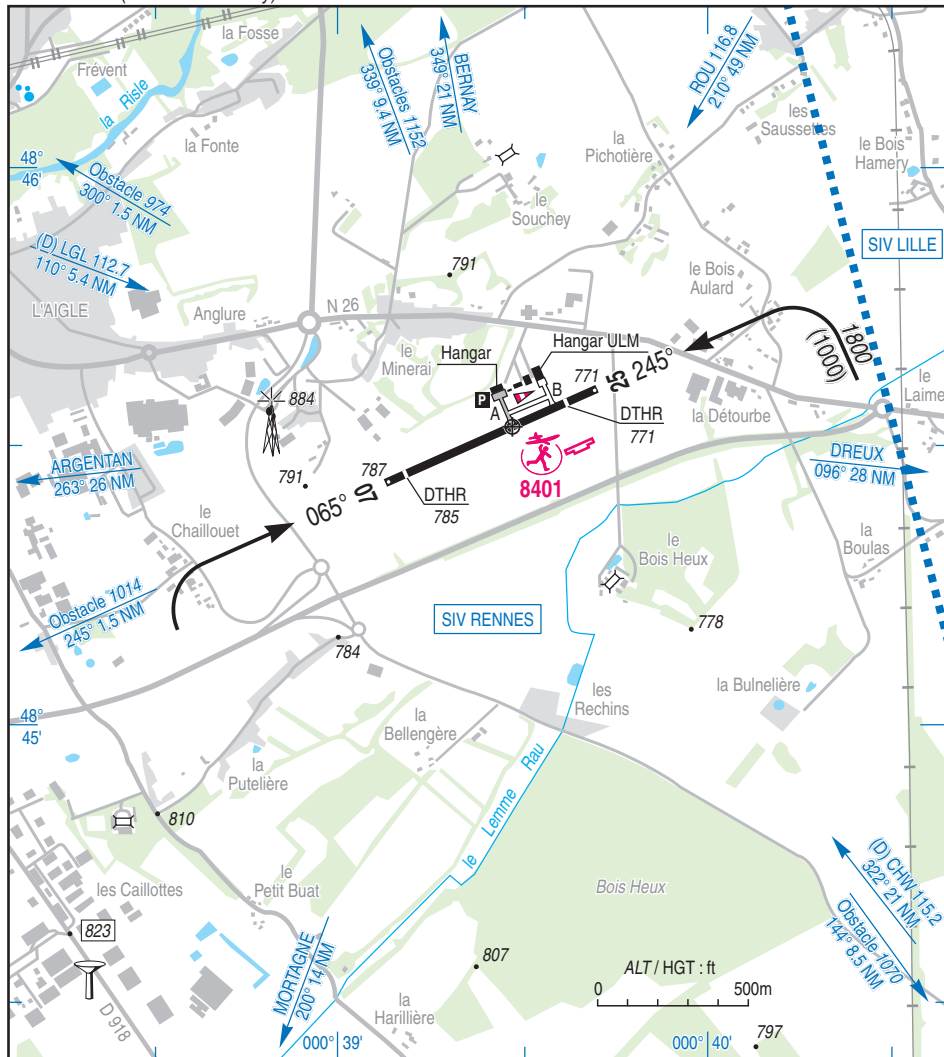 la Fosse
Frévent
la Risle
la Fonte
Obstacles 1152
339° 9.4 NM
BERNAY
349° 21 NM
ROU 116.8
210° 49 NM
les
Saussettes
la
Pichotière
le Bois
Hamery
48°
46'
Obstacle 974
300° 1.5 NM
le
Souchey
(D) LGL 112.7
110° 5.4 NM
SIV LILLE
791
le Bois
Aulard
L'AIGLE
Anglure
N 26
1800
(1000)
le
Minerai
Hangar
Hangar ULM
771
25
245°
le
Laime
884
P
A
B
DTHR
771
la Détourbe
ARGENTAN
263° 26 NM
791
787
8401
DREUX
096° 28 NM
065°
07
DTHR
785
le
Chaillouet
le
Bois Heux
la
Boulas
Obstacle 1014
245° 1.5 NM
SIV RENNES
778
784
la Bulnelière
les
Rechins
48°
45'
la
Bellengère
la
Putelière
le Lemme Rau
810
(D) CHW 115.2
322° 21 NM
Obstacle 1070
144° 8.5 NM
les Caillottes
le
Petit Buat
Bois Heux
823
MORTAGNE
200° 14 NM
807
ALT / HGT : ft
0
500m
D 918
la
Harillière
000° 39'
000° 40'
797